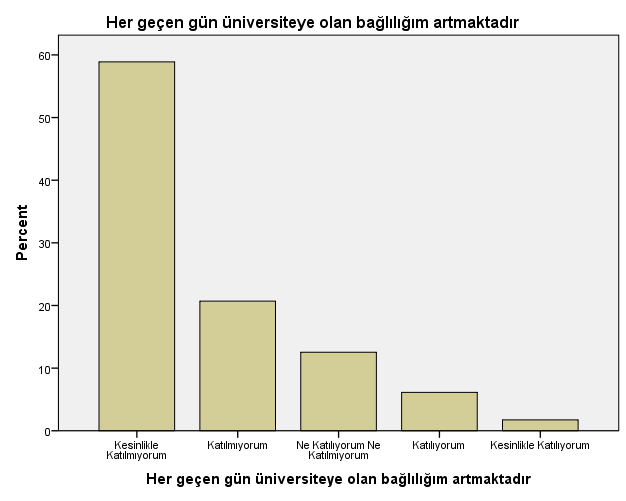 Her geçen gün üniversiteye olan bağlılığım artmaktadır
Percent
60
50
40
30
20
10
0
Kesinlikle
Katılmıyorum
Katılmıyorum
Ne Katılıyorum Ne
Katılmıyorum
Katılıyorum
Kesinlikle Katılıyorum
Her geçen gün üniversiteye olan bağlılığım artmaktadır